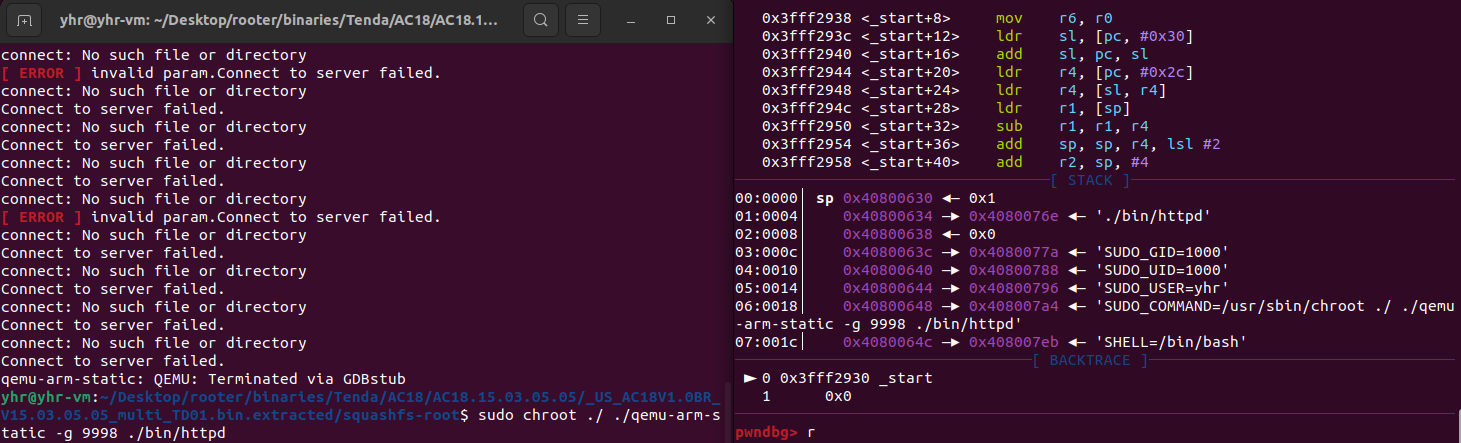 yhr@yhr-vm: ~/Desktop/rooter/binaries/Tenda/AC18/AC18.1...
connect: No such file or directory
[ ERROR ] invalid param.Connect to server failed.
connect: No such file or directory
Connect to server failed.
connect: No such file or directory
Connect to server failed.
connect: No such file or directory
Connect to server failed.
connect: No such file or directory
[ ERROR ] invalid param.Connect to server failed.
connect: No such file or directory
Connect to server failed.
connect: No such file or directory
Connect to server failed.
connect: No such file or directory
Connect to server failed.
connect: No such file or directory
Connect to server failed.
qemu-arm-static: QEMU: Terminated via GDBstub
yhr@yhr-vm:~/Desktop/rooter/binaries/Tenda/AC18/AC18.15.03.05.05/_US_AC18V1.0BR_
V15.03.05.05_multi_TD01.bin.extracted/squashfs-root$ sudo chroot ./ ./qemu-arm-s
tatic -g 9998 ./bin/httpd
0x3fff2938 <_start+8> mov r6, r0
0x3fff293c <_start+12> ldr sl, [pc, #0x30]
0x3fff2940 <_start+16> add sl, pc, sl
0x3fff2944 <_start+20> ldr r4, [pc, #0x2c]
0x3fff2948 <_start+24> ldr r4, [sl, r4]
0x3fff294c <_start+28> ldr r1, [sp]
0x3fff2950 <_start+32> sub r1, r1, r4
0x3fff2954 <_start+36> add sp, sp, r4, lsl #2
0x3fff2958 <_start+40> add r2, sp, #4
[ STACK ]
00:0000│ sp 0x40800630 ◂— 0x1
01:0004│ 0x40800634 —▸ 0x4080076e ◂— './bin/httpd'
02:0008│ 0x40800638 ◂— 0x0
03:000c│ 0x4080063c —▸ 0x4080077a ◂— 'SUDO_GID=1000'
04:0010│ 0x40800640 —▸ 0x40800788 ◂— 'SUDO_UID=1000'
05:0014│ 0x40800644 —▸ 0x40800796 ◂— 'SUDO_USER=yhr'
06:0018│ 0x40800648 —▸ 0x408007a4 ◂— 'SUDO_COMMAND=/usr/sbin/chroot ./ ./qemu
-arm-static -g 9998 ./bin/httpd'
07:001c│ 0x4080064c —▸ 0x408007eb ◂— 'SHELL=/bin/bash'
[ BACKTRACE ]
► 0 0x3fff2930 _start
1 0x0
pwndbg> r